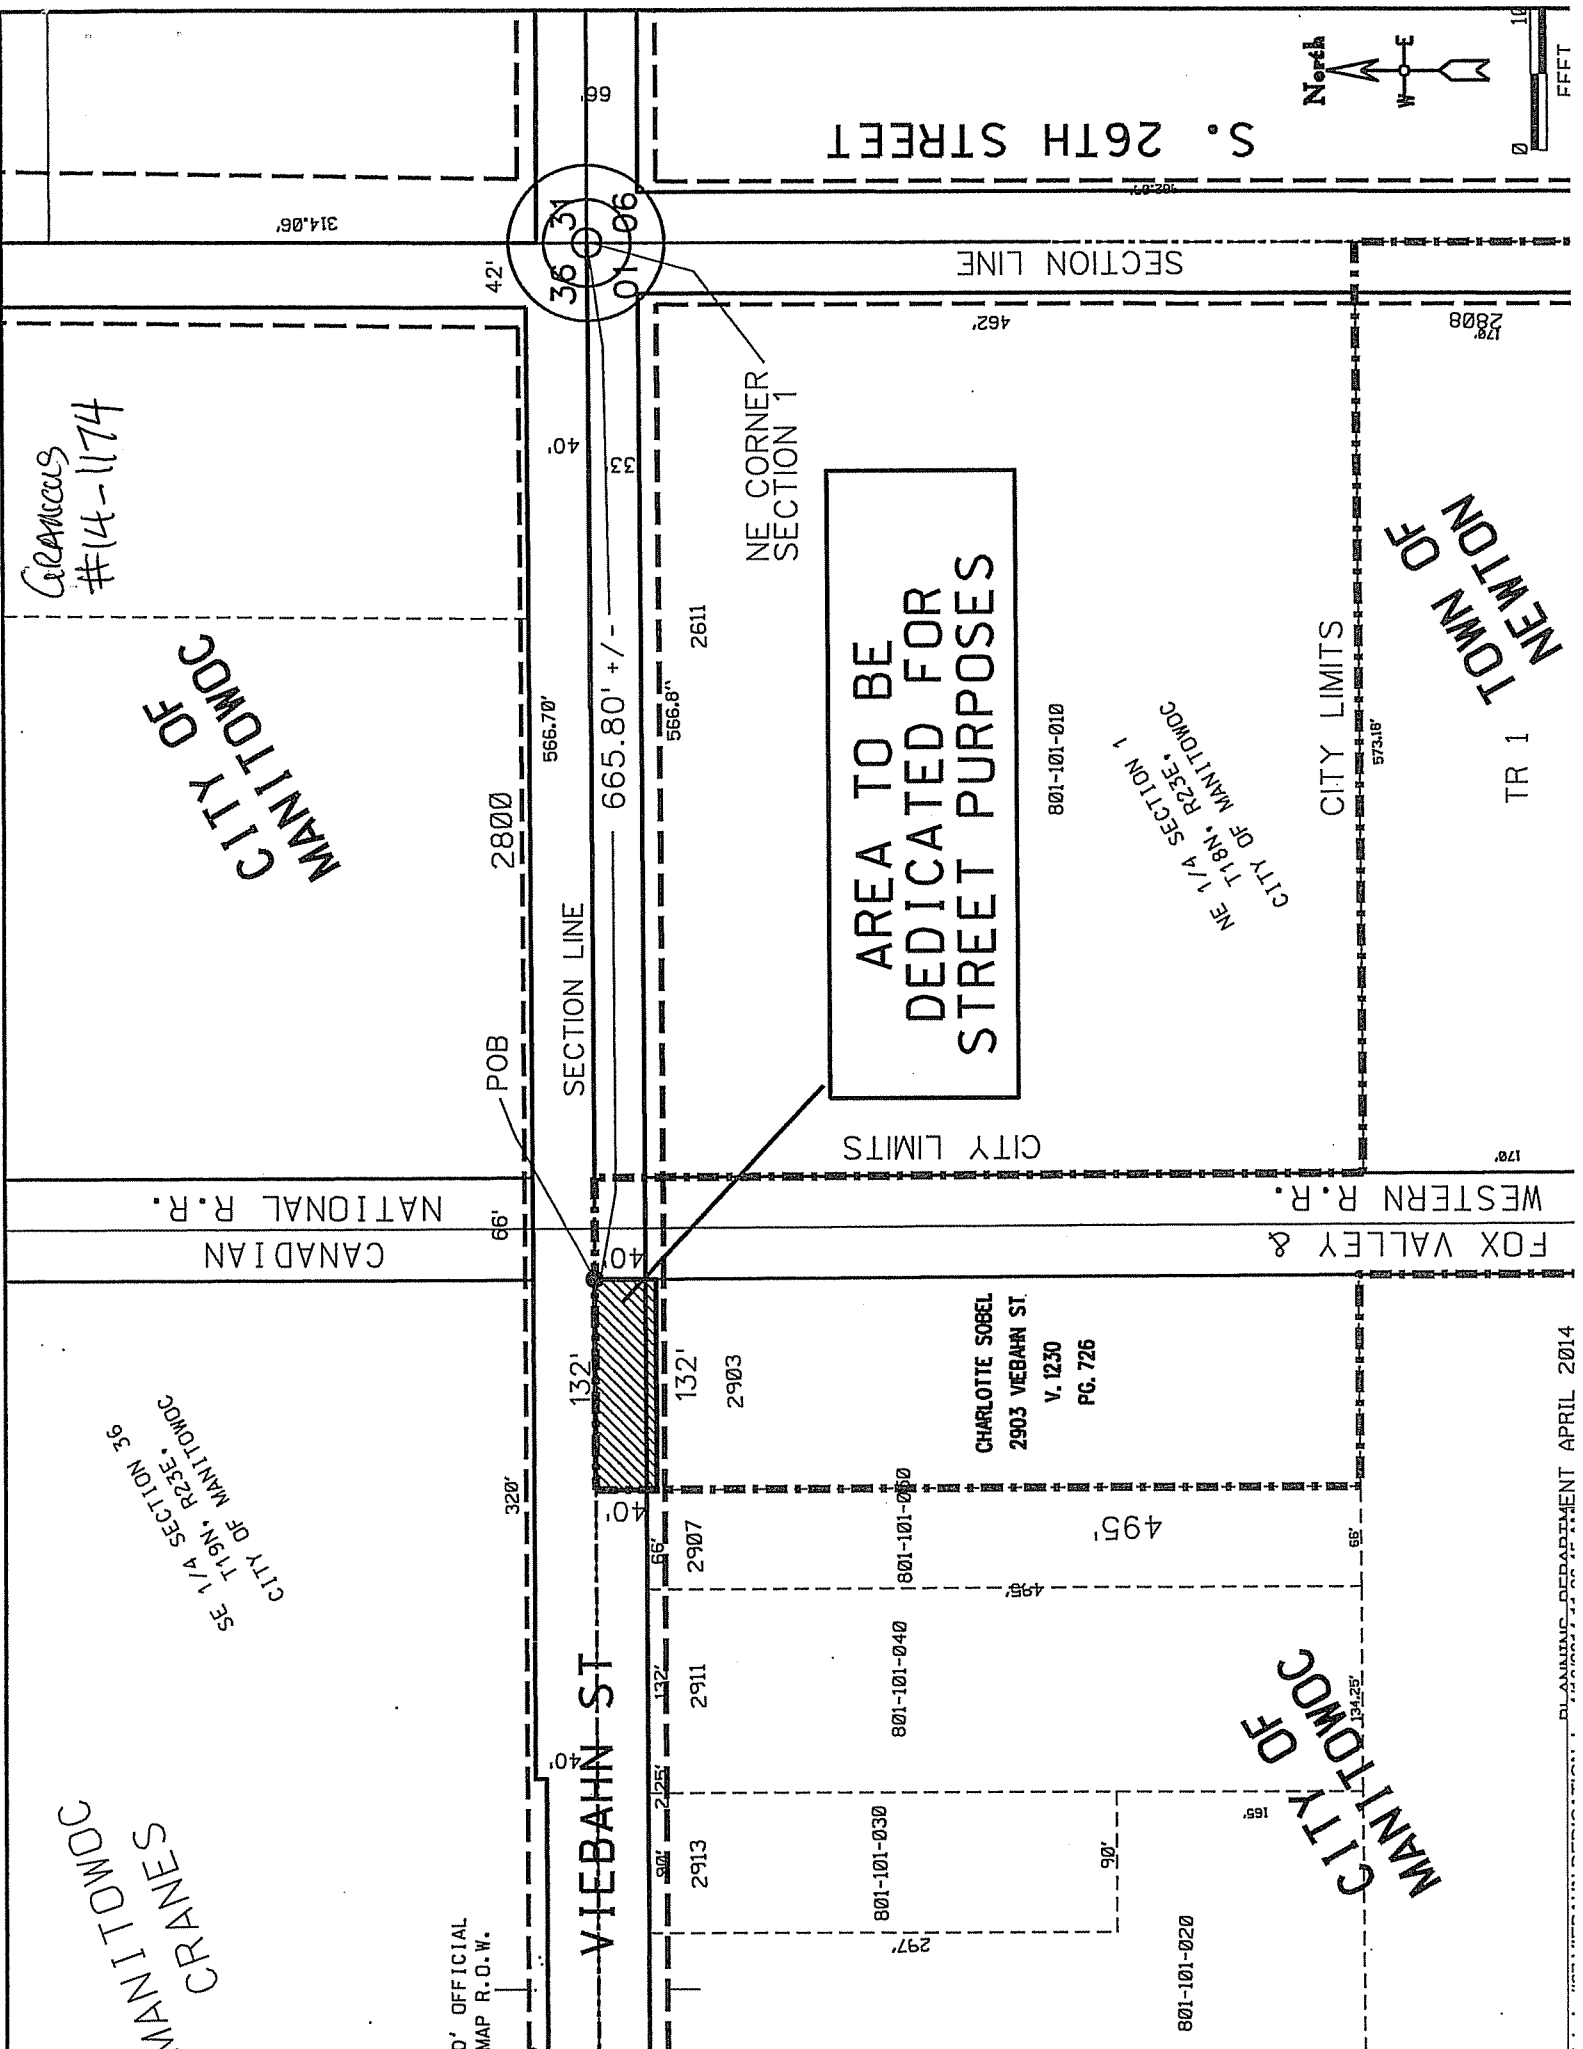 Granicus
#14-1174
CITY OF
MANITOWOC
MANITOWOC
CRANES
SE 1/4 SECTION 36
T19N, R23E,
CITY OF MANITOWOC
CANADIAN
NATIONAL R.R.
314.06'
42'
66'
36 31
01 06
S. 26TH STREET
North
W E
0 10
FEET
SECTION LINE
462'
2808
170'
NE CORNER
SECTION 1
40'
33'
566.70'
2800
665.80' +/-
566.8'
2611
SECTION LINE
POB
66'
40'
AREA TO BE
DEDICATED FOR
STREET PURPOSES
801-101-010
NE 1/4 SECTION 1
T18N, R23E,
CITY OF MANITOWOC
CITY LIMITS
573.18'
TR 1
TOWN OF
NEWTON
CITY LIMITS
170'
FOX VALLEY &
WESTERN R.R.
132'
132'
2903
CHARLOTTE SOBEL
2903 VIEBAHN ST.
V. 1230
PG. 726
320'
40'
66'
2907
801-101-050
495'
66'
495'
VIEBAHN ST
40'
132'
2911
801-101-040
134.25'
2.25'
90'
2913
801-101-030
90'
165'
297'
801-101-020
CITY OF
MANITOWOC
OFFICIAL
MAP R.O.W.
PLANNING DEPARTMENT APRIL 2014